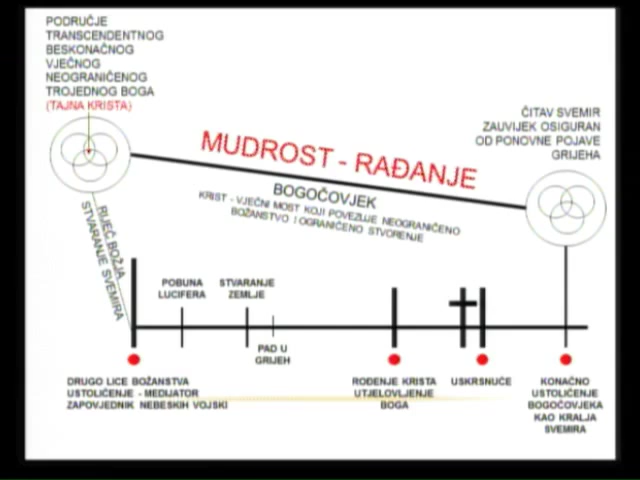 PODRUČJE
TRANSCENDENTNOG
BESKONAČNOG
VJEČNOG
NEOGRANIČENOG
TROJEDNOG BOGA
(TAJNA KRISTA)
ČITAV SVEMIR
ZAUVIJEK OSIGURAN
OD PONOVNE POJAVE
GRIJEHA
MUDROST - RAĐANJE
BOGOČOVJEK
KRIST - VJEČNI MOST KOJI POVEZUJE NEOGRANIČENO
BOŽANSTVO I OGRANIČENO STVORENJE
RIJEČ BOŽJA
STVARANJE SVEMIRA
POBUNA
LUCIFERA
STVARANJE
ZEMLJE
PAD U
GRIJEH
DRUGO LICE BOŽANSTVA
USTOLIČENJE - MEDIJATOR
ZAPOVJEDNIK NEBESKIH VOJSKI
ROĐENJE KRISTA
UTJELOVLJENJE
BOGA
USKRSNUĆE
KONAČNO
USTOLIČENJE
BOGOČOVJEKA
KAO KRALJA
SVEMIRA